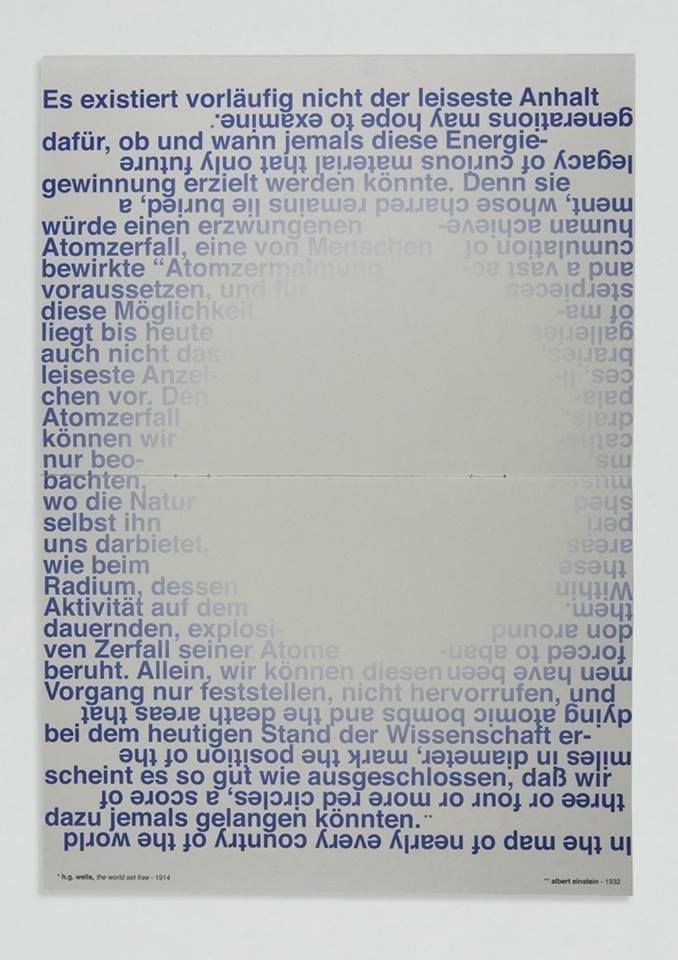 Es existiert vorläufig nicht der leiseste Anhalt
dafür, ob und wann jemals diese Energie-
gewinnung erzielt werden könnte. Denn sie
würde einen erzwungenen
Atomzerfall, eine von Menschen
bewirkte “Atomzermalmung”
voraussetzen, und für
diese Möglichkeit
liegt bis heute
auch nicht das
leiseste Anzei-
chen vor. Den
Atomzerfall
können wir
nur beo-
bachten,
wo die Natur
selbst ihn
uns darbietet,
wie beim
Radium, dessen
Aktivität auf dem
dauernden, explosi-
ven Zerfall seiner Atome
beruht. Allein, wir können diesen
Vorgang nur feststellen, nicht hervorrufen, und
bei dem heutigen Stand der Wissenschaft er-
scheint es so gut wie ausgeschlossen, daß wir
dazu jemals gelangen könnten.**
In the map of nearly every country of the world
three or four or more red circles, a score of
miles in diameter, mark the position of the
dying atomic bombs and the death areas that
men have been
forced to aban-
don around
them.
Within
these
areas
peri
shed
museu
ms,
cather
drals,
pala-
ces, li-
braries,
galleries
of ma-
sterpieces
and a vast ac-
cumulation of
human achieve-
ment, whose charred remains lie buried, a
legacy of curious material that only future
generations may hope to examine.*
* h.g. wells, the world set free - 1914
** albert einstein - 1932